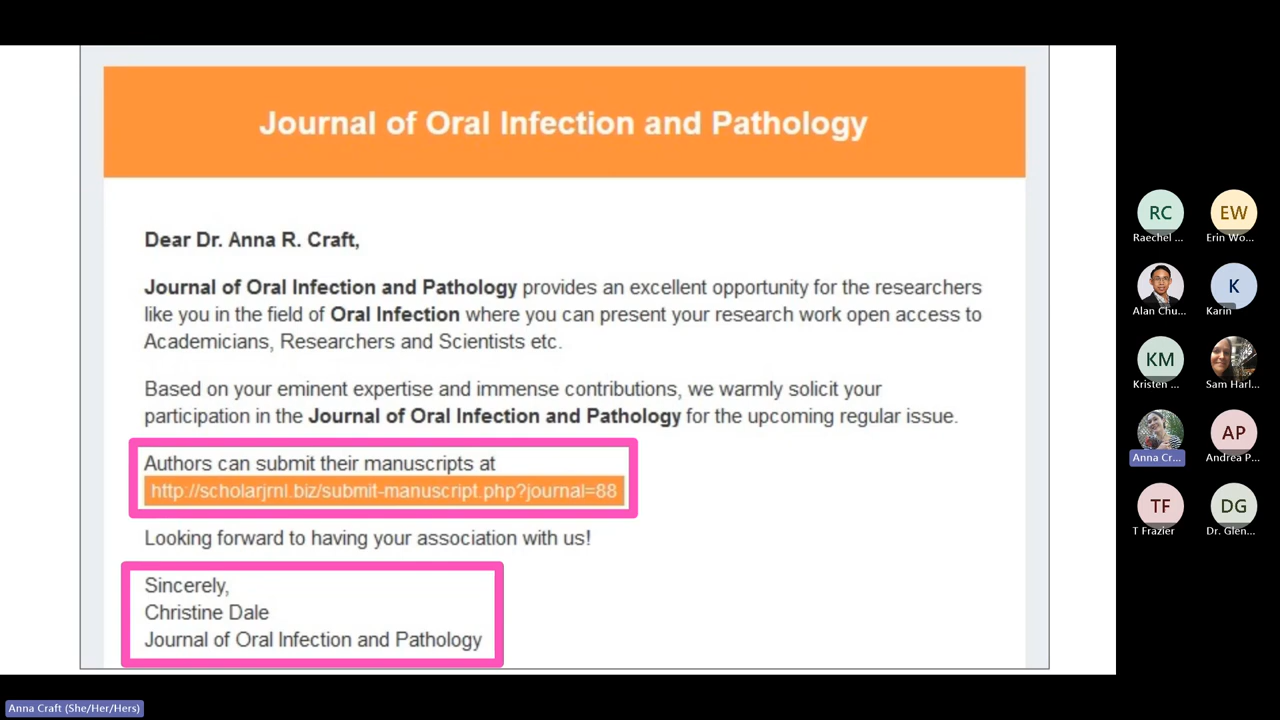 Journal of Oral Infection and Pathology
Dear Dr. Anna R. Craft,
Journal of Oral Infection and Pathology provides an excellent opportunity for the researchers
like you in the field of Oral Infection where you can present your research work open access to
Academicians, Researchers and Scientists etc.
Based on your eminent expertise and immense contributions, we warmly solicit your
participation in the Journal of Oral Infection and Pathology for the upcoming regular issue.
Authors can submit their manuscripts at
http://scholarjrnl.biz/submit-manuscript.php?journal=88
Looking forward to having your association with us!
Sincerely,
Christine Dale
Journal of Oral Infection and Pathology
RC
Raechel ...
EW
Erin Wo...
Alan Chu...
K
Karin
KM
Kristen ...
Sam Harl...
Anna Cr...
AP
Andrea P...
TF
T Frazier
DG
Dr. Glen...
Anna Craft (She/Her/Hers)